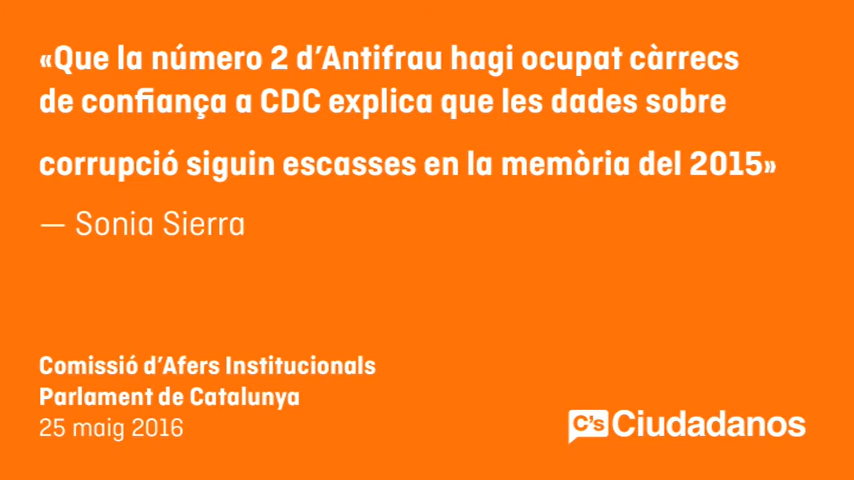 «Que la número 2 d’Antifrau hagi ocupat càrrecs
de confiança a CDC explica que les dades sobre
corrupció siguin escasses en la memòria del 2015»
— Sonia Sierra
Comissió d’Afers Institucionals
Parlament de Catalunya
25 maig 2016
C’s Ciudadanos